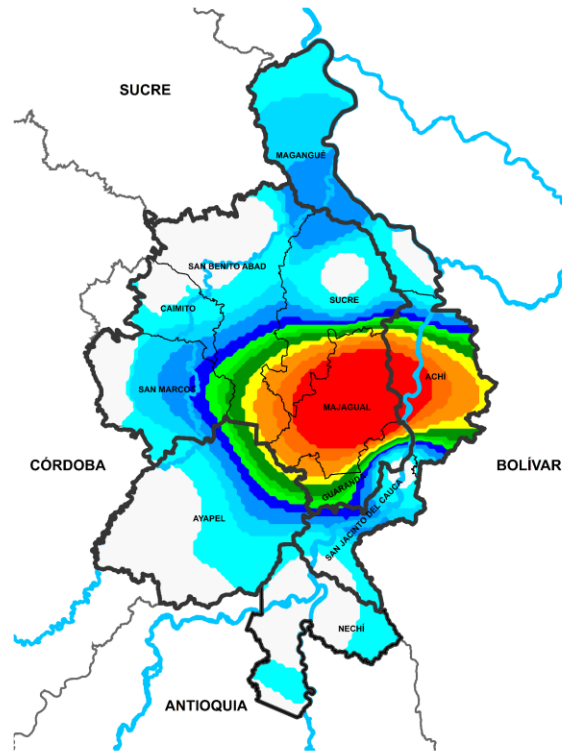 SUCRE
MAGANGUÉ
SAN BENITO ABAD
SUCRE
CAIMITO
ACHÍ
SAN MARCOS
MAJAGUAL
CÓRDOBA
BOLÍVAR
GUARANDA
AYAPEL
SAN JACINTO DEL CAUCA
NECHÍ
ANTIOQUIA